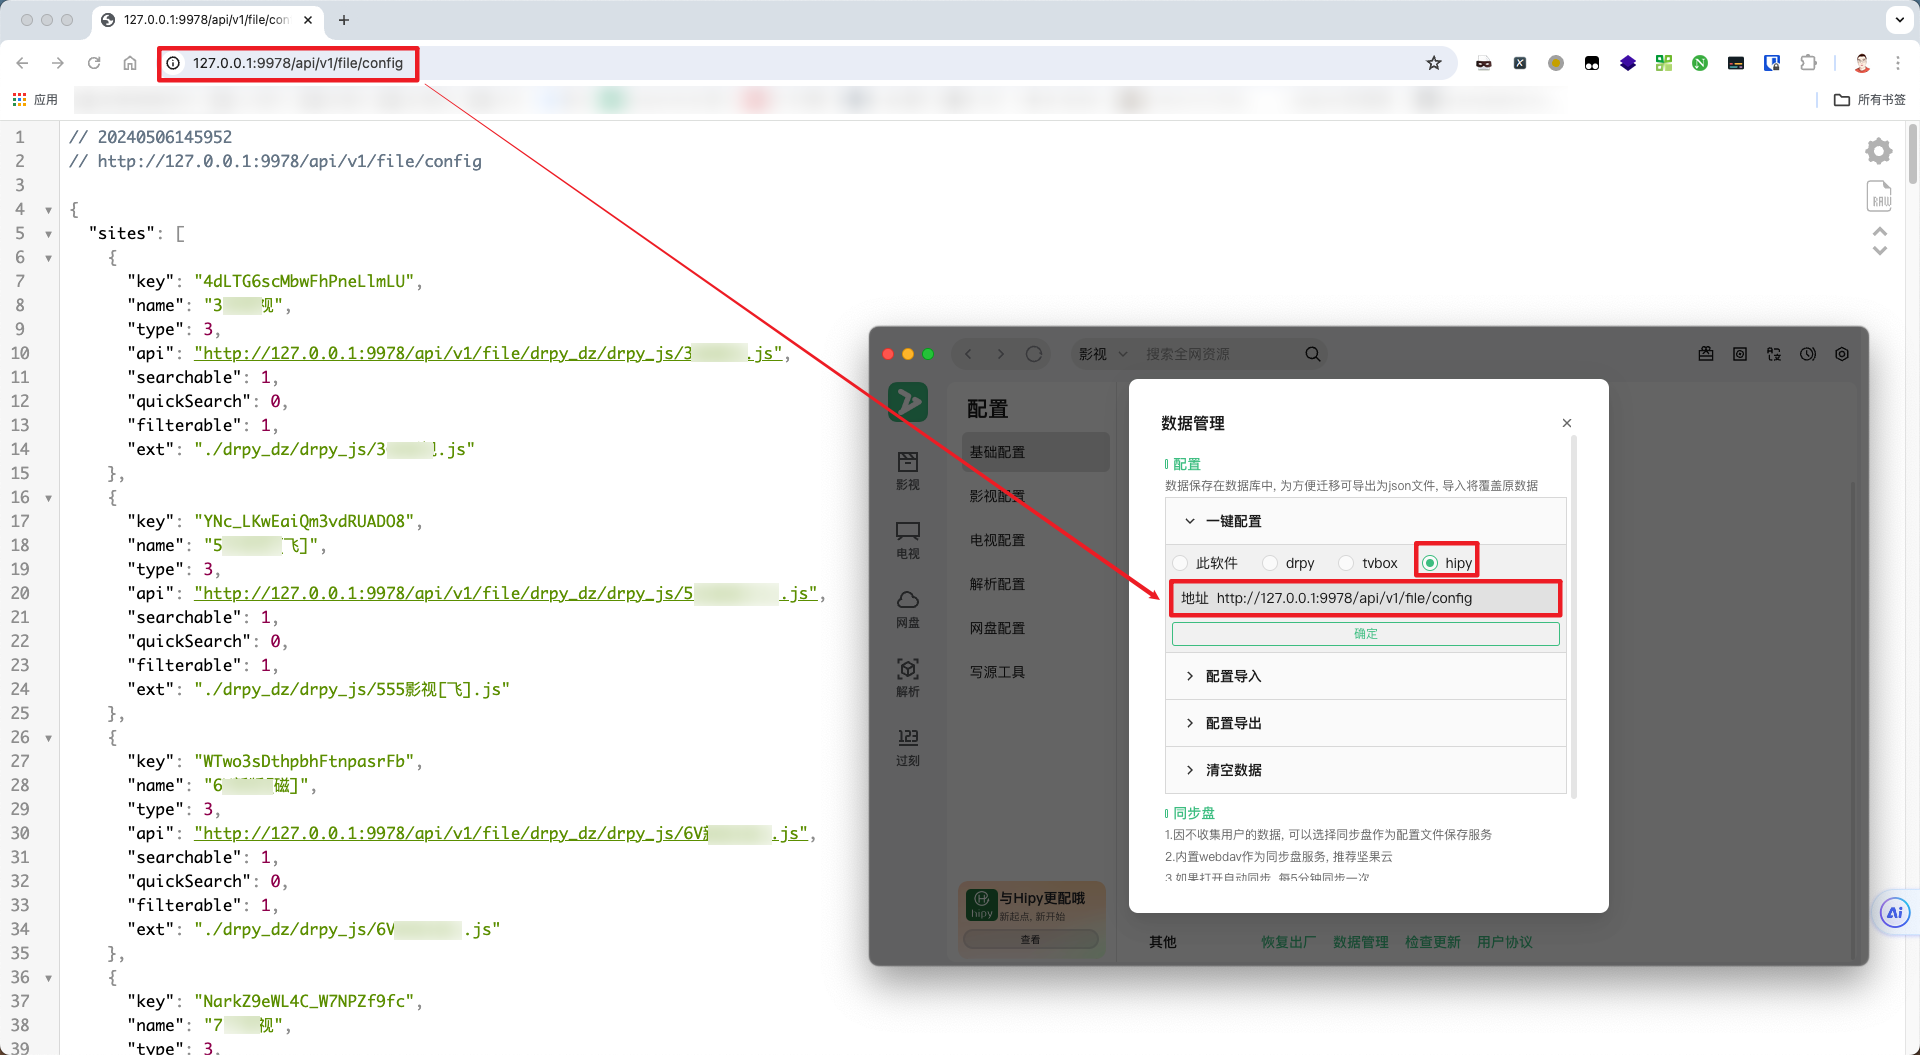 127.0.0.1:9978/api/v1/file/con
127.0.0.1:9978/api/v1/file/config
应用
所有书签
1 // 20240506145952
2 // http://127.0.0.1:9978/api/v1/file/config
3
4 {
5 "sites": [
6 {
7 "key": "4dLTG6scMbwFhPneLlmLU",
8 "name": "3 视",
9 "type": 3,
10 "api": "http://127.0.0.1:9978/api/v1/file/drpy_dz/drpy_js/3 .js",
11 "searchable": 1,
12 "quickSearch": 0,
13 "filterable": 1,
14 "ext": "./drpy_dz/drpy_js/3 .js"
15 },
16 {
17 "key": "YNc_LKwEaiQm3vdRUADO8",
18 "name": "5 飞]",
19 "type": 3,
20 "api": "http://127.0.0.1:9978/api/v1/file/drpy_dz/drpy_js/5 .js",
21 "searchable": 1,
22 "quickSearch": 0,
23 "filterable": 1,
24 "ext": "./drpy_dz/drpy_js/555影视[飞].js"
25 },
26 {
27 "key": "WTwo3sDthpbhFtnpasrFb",
28 "name": "6 磁]",
29 "type": 3,
30 "api": "http://127.0.0.1:9978/api/v1/file/drpy_dz/drpy_js/6V .js",
31 "searchable": 1,
32 "quickSearch": 0,
33 "filterable": 1,
34 "ext": "./drpy_dz/drpy_js/6V .js"
35 },
36 {
37 "key": "NarkZ9eWL4C_W7NPZf9fc",
38 "name": "7 视",
39 "type": 3,
RAW
影视
搜索全网资源
影视
电视
网盘
解析
123
过刻
配置
基础配置
影视配置
电视配置
解析配置
网盘配置
写源工具
hipy
与Hipy更配哦
新起点, 新开始
查看
数据管理
配置
数据保存在数据库中, 为方便迁移可导出为json文件, 导入将覆盖原数据
一键配置
此软件 drpy tvbox hipy
地址 http://127.0.0.1:9978/api/v1/file/config
确定
配置导入
配置导出
清空数据
同步盘
1.因不收集用户的数据, 可以选择同步盘作为配置文件保存服务
2.内置webdav作为同步盘服务, 推荐坚果云
3.如果打开自动同步, 每5分钟同步一次
其他 恢复出厂 数据管理 检查更新 用户协议
Ai